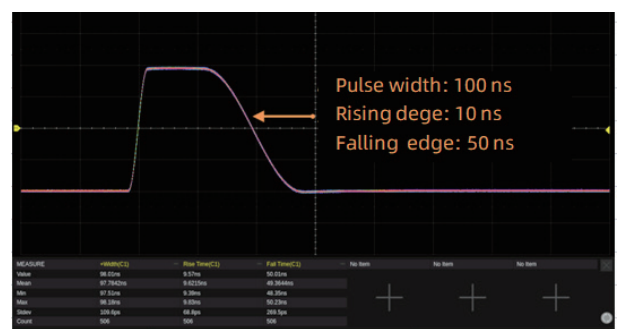 Pulse width: 100 ns
Rising dege: 10 ns
Falling edge: 50 ns
MEASURE +Width(C1) Rise Time(C1) Fall Time(C1) No Item No Item No Item
Value 98.01ns 9.57ns 50.01ns
Mean 97.7842ns 9.6215ns 49.3644ns
Min 97.51ns 9.39ns 48.35ns
Max 98.18ns 9.83ns 50.23ns
Stdev 109.6ps 68.8ps 269.5ps
Count 506 506 506